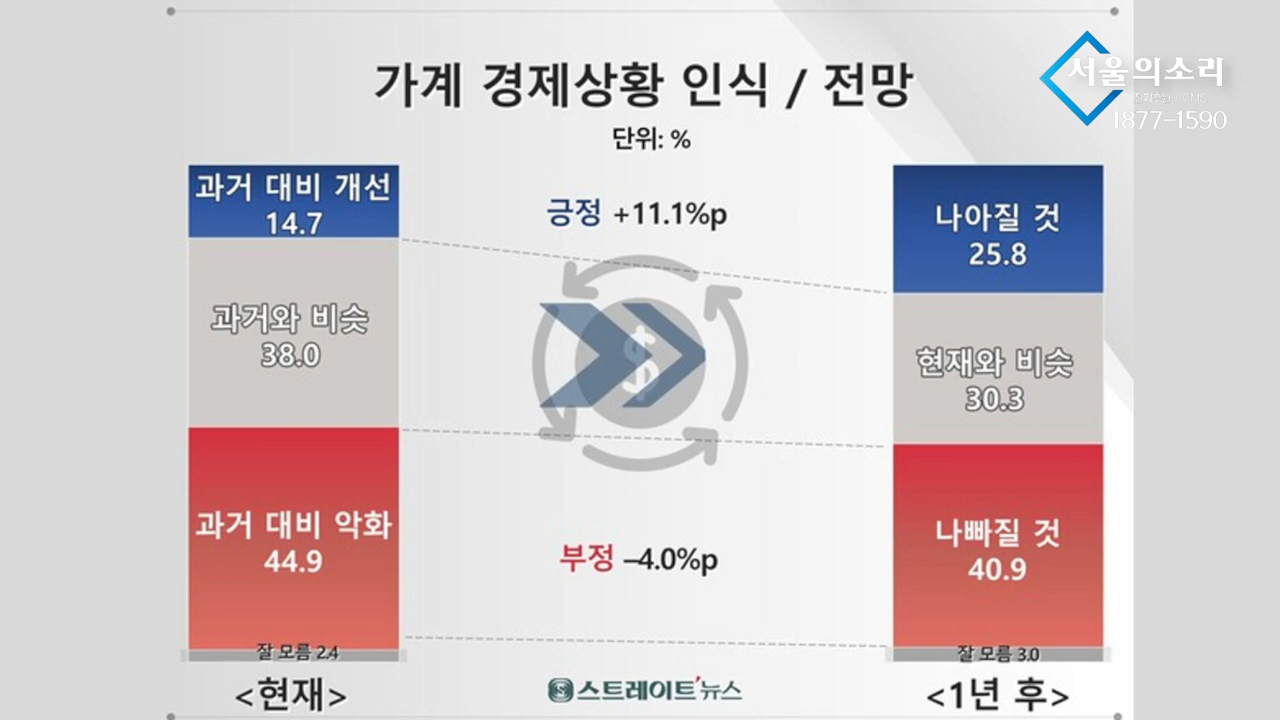 가계 경제상황 인식 / 전망
서울의소리
1877-1590
단위: %
과거 대비 개선
14.7
긍정 +11.1%p
나아질 것
25.8
과거와 비슷
38.0
$
현재와 비슷
30.3
과거 대비 악화
44.9
부정 –4.0%p
나빠질 것
40.9
잘 모름 2.4
잘 모름 3.0
<현재>
스트레이트뉴스
<1년 후>